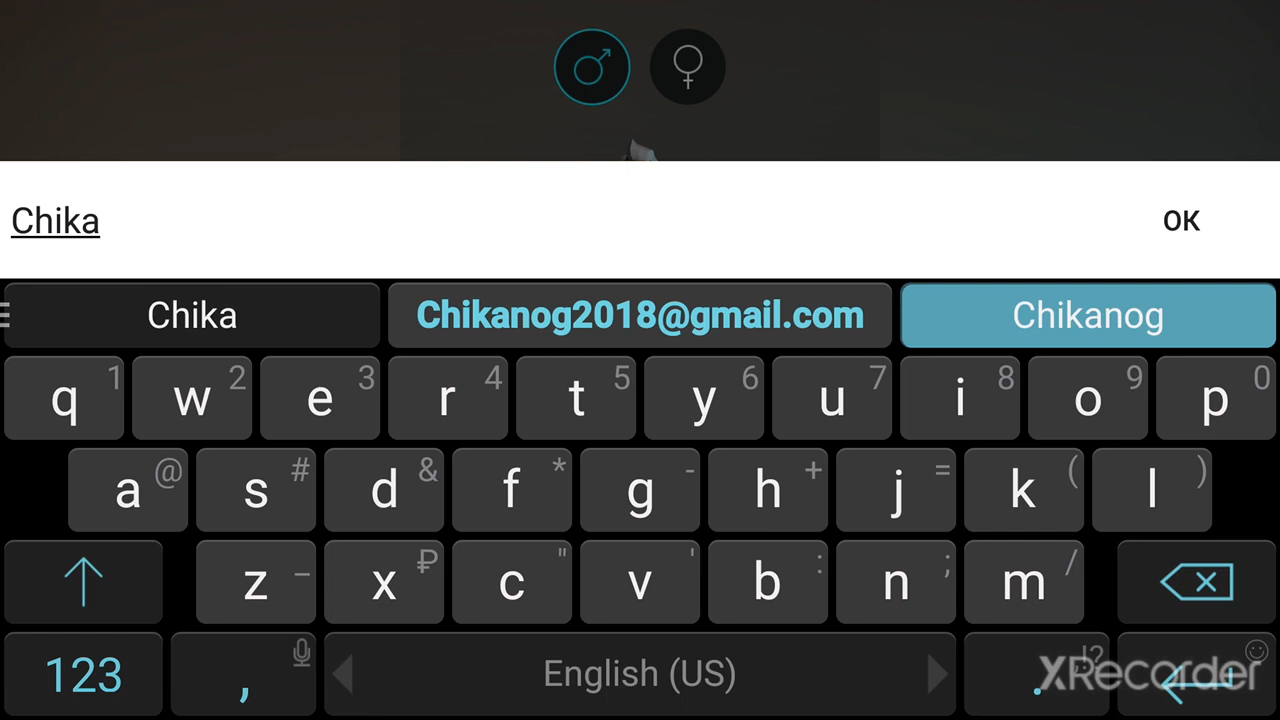 Chika OK
Chika Chikanog2018@gmail.com Chikanog
q 1 w 2 e 3 r 4 t 5 y 6 u 7 i 8 o 9 p 0
a @ s # d & f * g - h + j = k ( l )
z _ x ₽ c " v ' b : n ; m /
123 , English (US) . ,!?
XRecorder